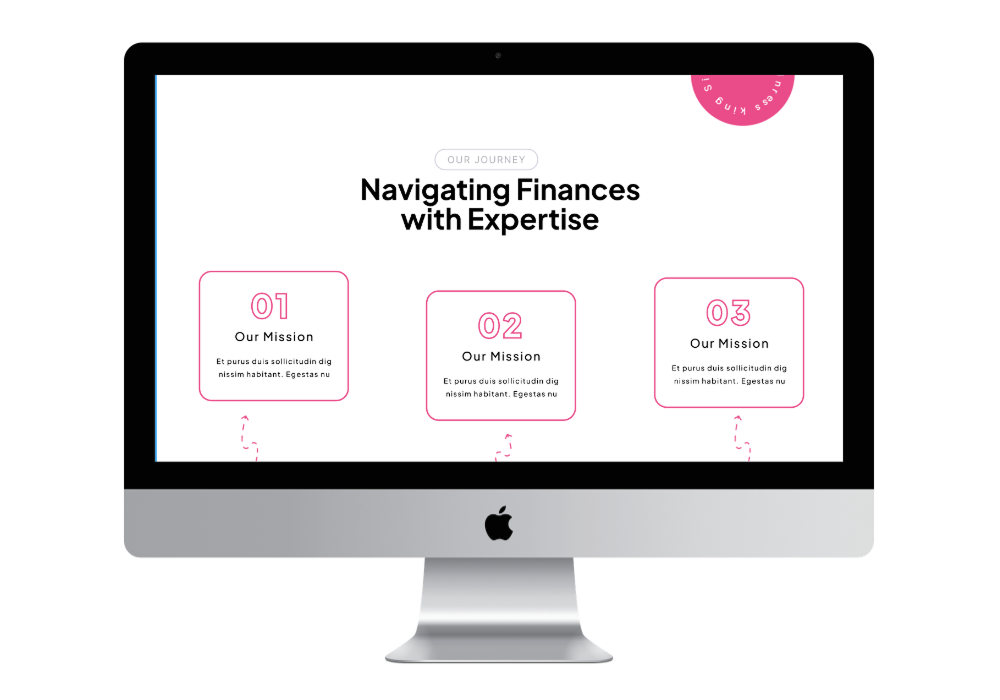 OUR JOURNEY
Navigating Finances
with Expertise
01
Our Mission
Et purus duis sollicitudin dig
nissim habitant. Egestas nu
02
Our Mission
Et purus duis sollicitudin dig
nissim habitant. Egestas nu
03
Our Mission
Et purus duis sollicitudin dig
nissim habitant. Egestas nu